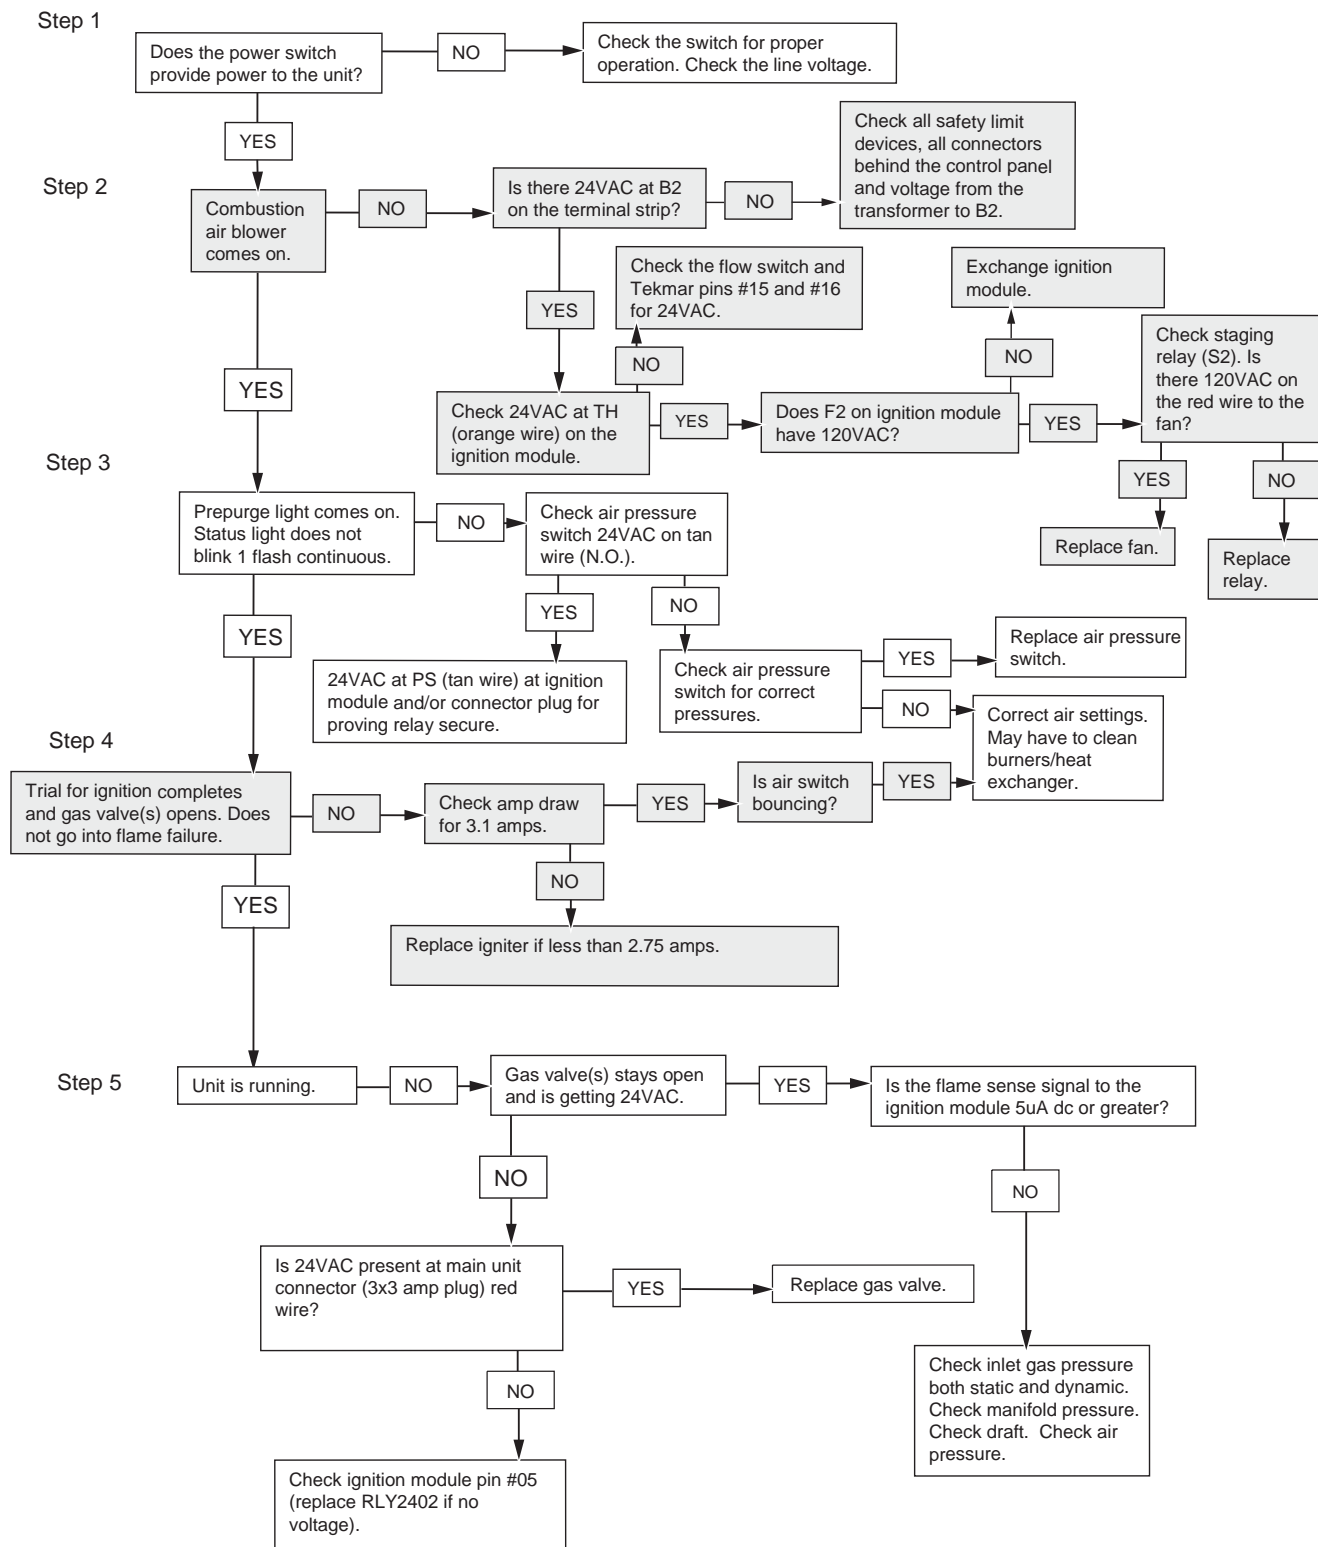 Step 1
Does the power switch
provide power to the unit?
NO
Check the switch for proper
operation. Check the line voltage.
YES
Step 2
Combustion
air blower
comes on.
NO
Is there 24VAC at B2
on the terminal strip?
NO
Check all safety limit
devices, all connectors
behind the control panel
and voltage from the
transformer to B2.
YES
Check the flow switch and
Tekmar pins #15 and #16
for 24VAC.
NO
Exchange ignition
module.
NO
YES
Check 24VAC at TH
(orange wire) on the
ignition module.
YES
Does F2 on ignition module
have 120VAC?
YES
Check staging
relay (S2). Is
there 120VAC on
the red wire to the
fan?
YES
NO
Replace fan.
Replace
relay.
Step 3
Prepurge light comes on.
Status light does not
blink 1 flash continuous.
NO
Check air pressure
switch 24VAC on tan
wire (N.O.).
YES
NO
YES
24VAC at PS (tan wire) at ignition
module and/or connector plug for
proving relay secure.
Check air pressure
switch for correct
pressures.
YES
Replace air pressure
switch.
NO
Correct air settings.
May have to clean
burners/heat
exchanger.
Step 4
Trial for ignition completes
and gas valve(s) opens. Does
not go into flame failure.
NO
Check amp draw
for 3.1 amps.
YES
Is air switch
bouncing?
YES
NO
YES
Replace igniter if less than 2.75 amps.
Step 5
Unit is running.
NO
Gas valve(s) stays open
and is getting 24VAC.
YES
Is the flame sense signal to the
ignition module 5uA dc or greater?
NO
NO
Is 24VAC present at main unit
connector (3x3 amp plug) red
wire?
YES
Replace gas valve.
NO
Check inlet gas pressure
both static and dynamic.
Check manifold pressure.
Check draft. Check air
pressure.
Check ignition module pin #05
(replace RLY2402 if no
voltage).